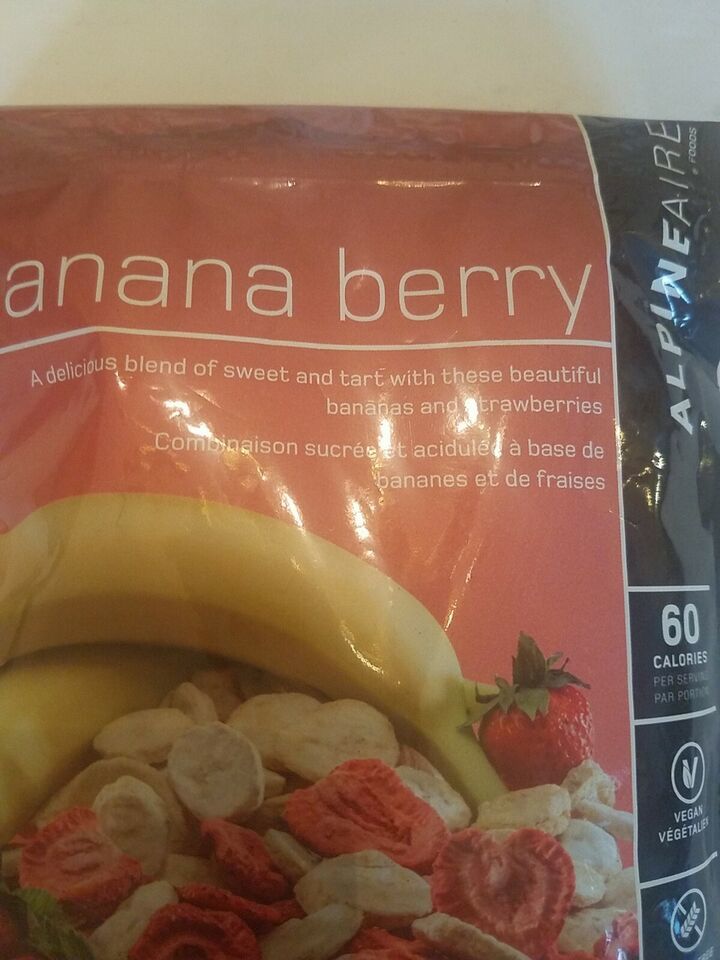 anana berry
A delicious blend of sweet and tart with these beautiful
bananas and strawberries
Combinaison sucrée et acidulée à base de
bananes et de fraises
ALPINEAIRE
FOODS
60
CALORIES
PER SERVING
PAR PORTION
VEGAN
VÉGÉTALIEN